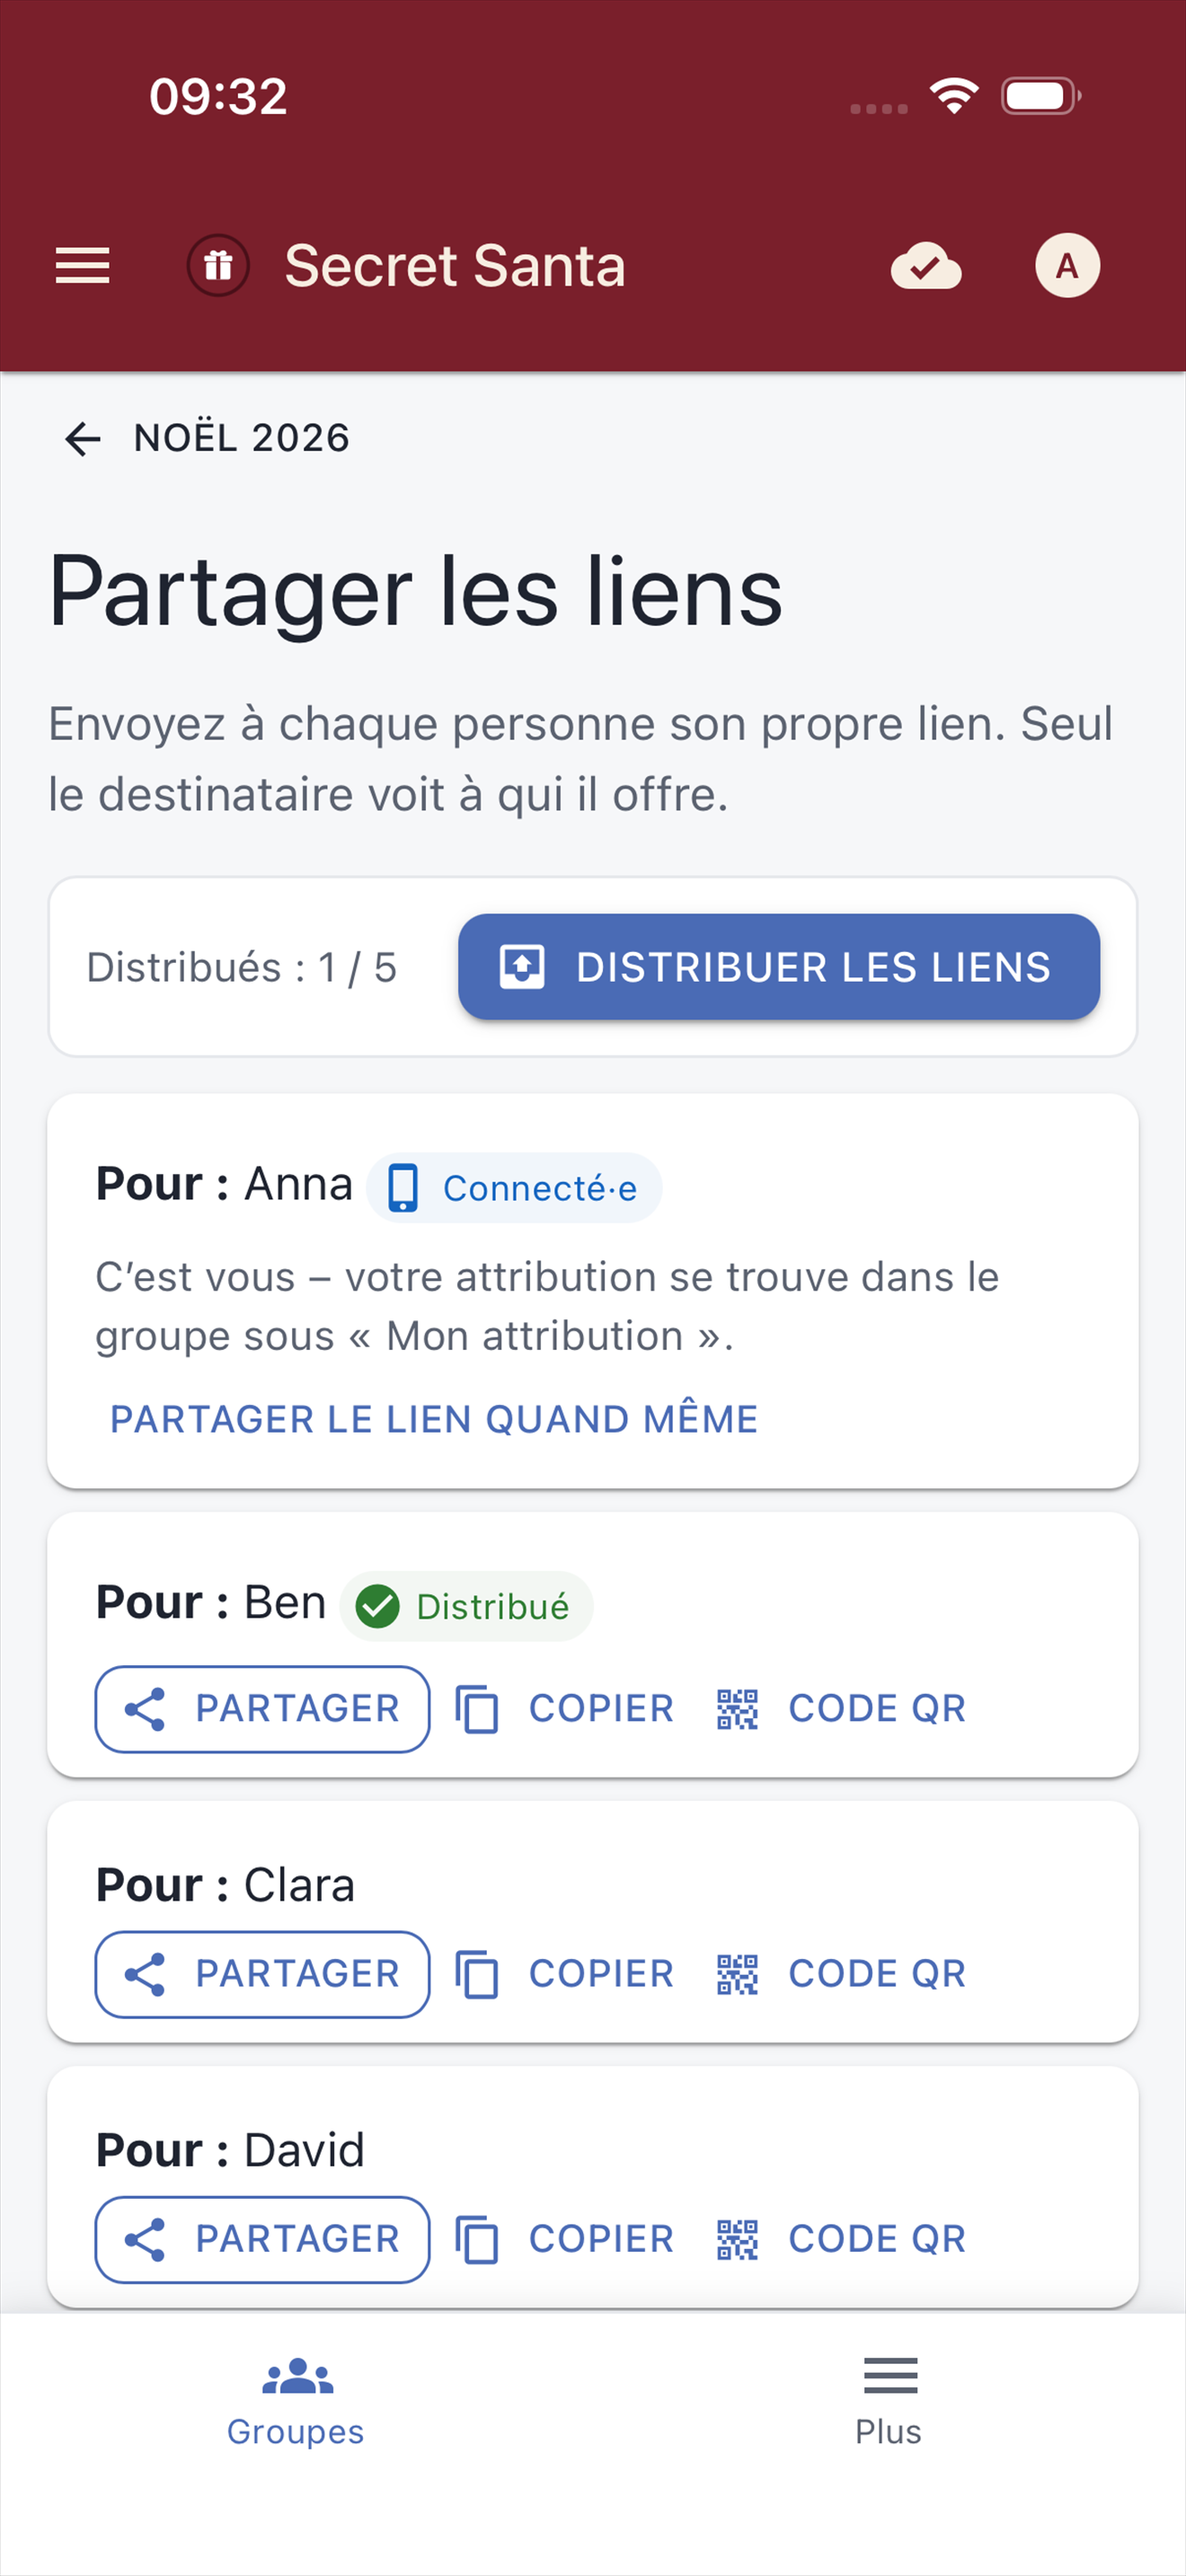 09:32
Secret Santa
A
NOËL 2026
Partager les liens
Envoyez à chaque personne son propre lien. Seul
le destinataire voit à qui il offre.
Distribués : 1 / 5
DISTRIBUER LES LIENS
Pour : Anna Connecté·e
C’est vous – votre attribution se trouve dans le
groupe sous « Mon attribution ».
PARTAGER LE LIEN QUAND MÊME
Pour : Ben Distribué
PARTAGER COPIER CODE QR
Pour : Clara
PARTAGER COPIER CODE QR
Pour : David
PARTAGER COPIER CODE QR
Groupes Plus